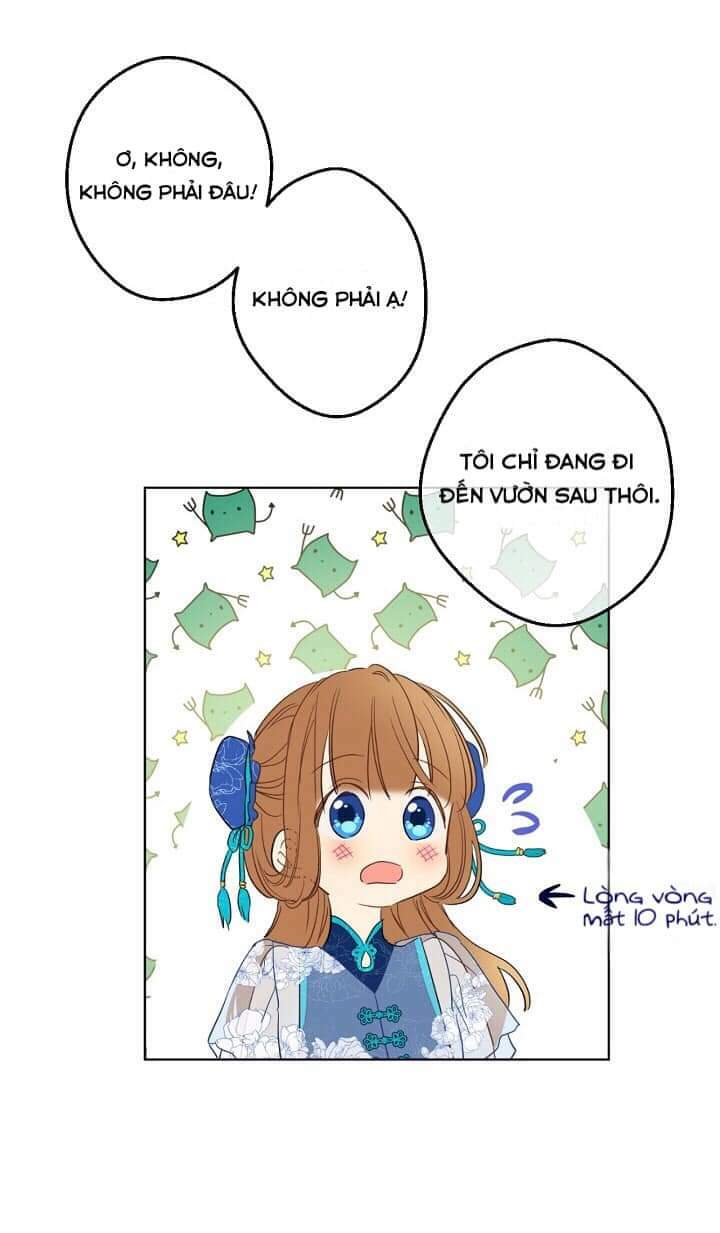 Ơ, KHÔNG,
KHÔNG PHẢI ĐÂU!
KHÔNG PHẢI Ạ!
TÔI CHỈ ĐANG ĐI
ĐẾN VƯỜN SAU THÔI.
← Lòng vòng
mất 10 phút.